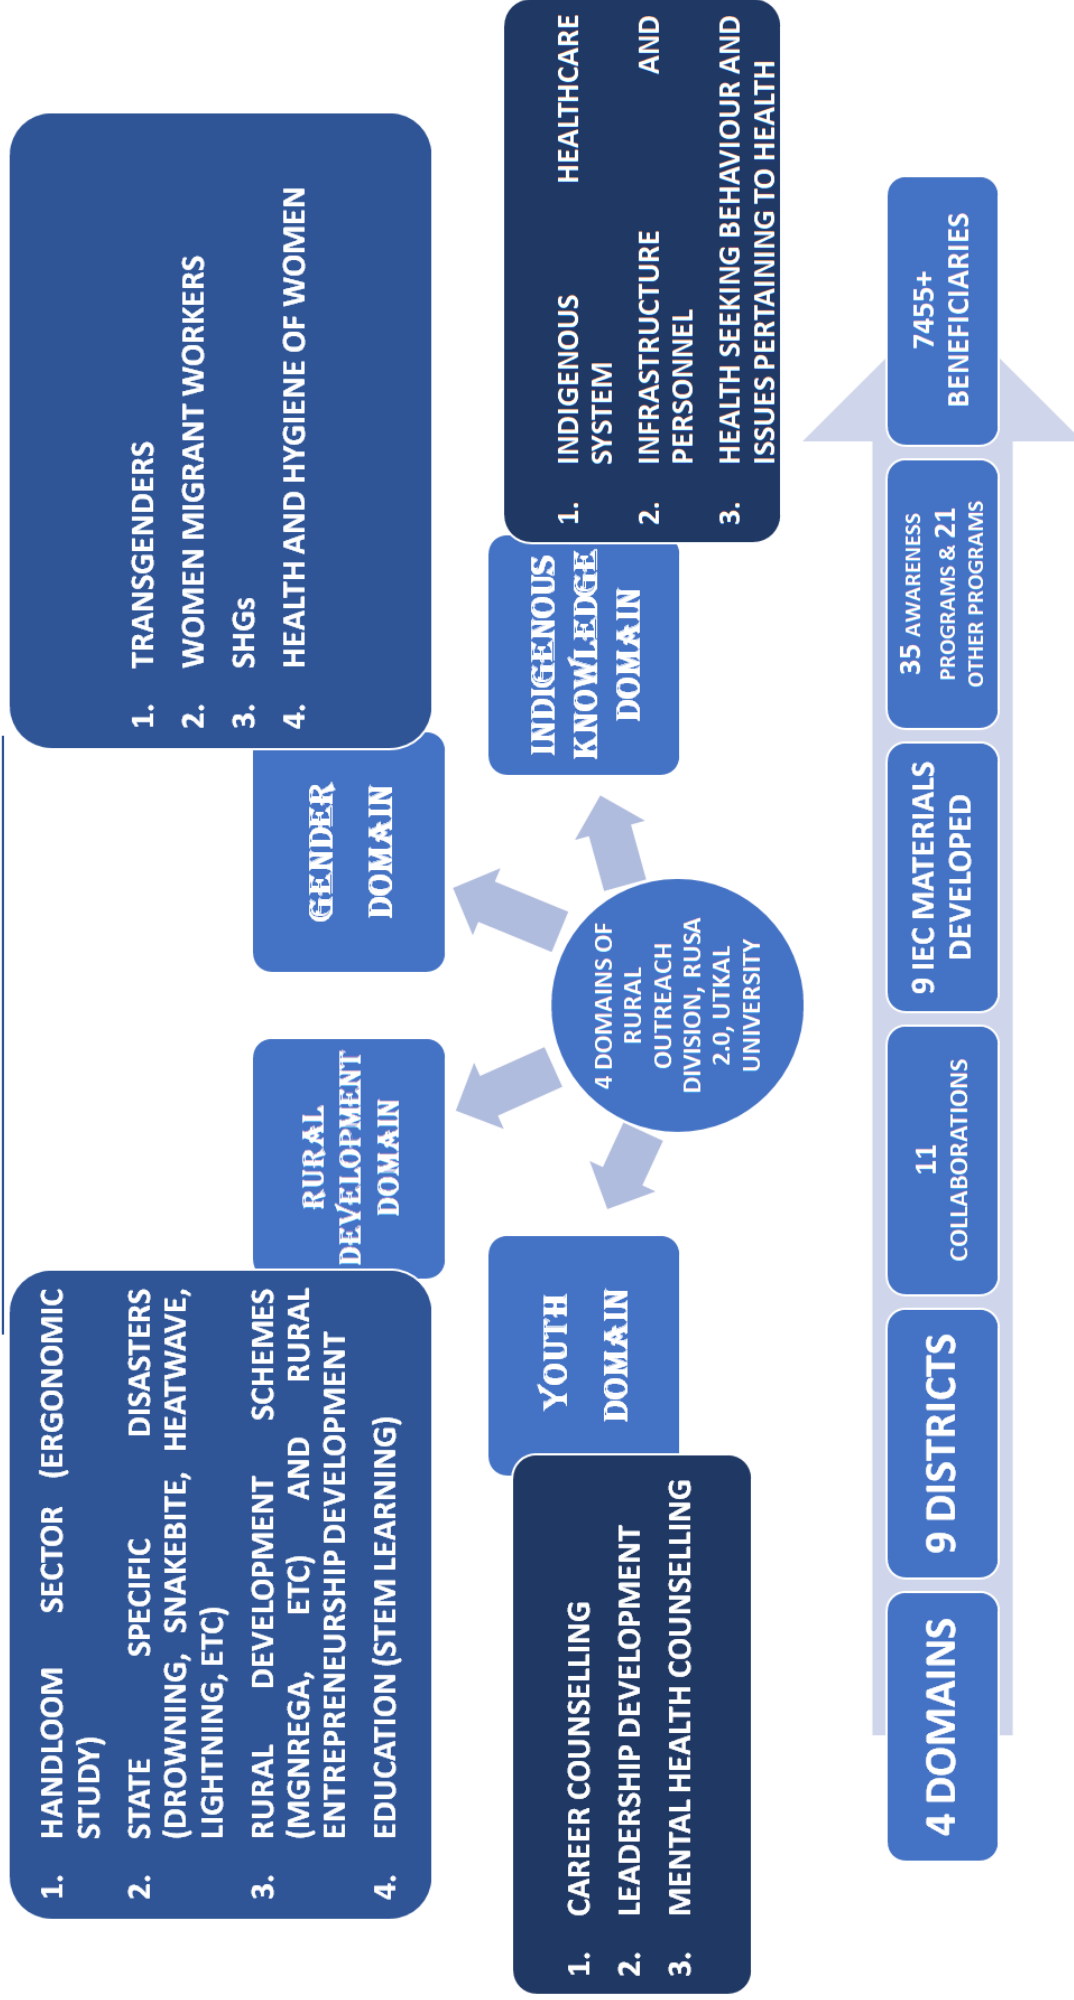 1. HANDLOOM SECTOR (ERGONOMIC
STUDY)
2. STATE SPECIFIC DISASTERS
(DROWNING, SNAKEBITE, HEATWAVE,
LIGHTNING, ETC)
3. RURAL DEVELOPMENT SCHEMES
(MGNREGA, ETC) AND RURAL
ENTREPRENEURSHIP DEVELOPMENT
4. EDUCATION (STEM LEARNING)
RURAL
DEVELOPMENT
DOMAIN
1. TRANSGENDERS
2. WOMEN MIGRANT WORKERS
3. SHGs
4. HEALTH AND HYGIENE OF WOMEN
GENDER
DOMAIN
1. CAREER COUNSELLING
2. LEADERSHIP DEVELOPMENT
3. MENTAL HEALTH COUNSELLING
YOUTH
DOMAIN
4 DOMAINS OF
RURAL
OUTREACH
DIVISION, RUSA
2.0, UTKAL
UNIVERSITY
INDIGENOUS
KNOWLEDGE
DOMAIN
1. INDIGENOUS HEALTHCARE
SYSTEM
2. INFRASTRUCTURE AND
PERSONNEL
3. HEALTH SEEKING BEHAVIOUR AND
ISSUES PERTAINING TO HEALTH
4 DOMAINS
9 DISTRICTS
11
COLLABORATIONS
9 IEC MATERIALS
DEVELOPED
35 AWARENESS
PROGRAMS & 21
OTHER PROGRAMS
7455+
BENEFICIARIES